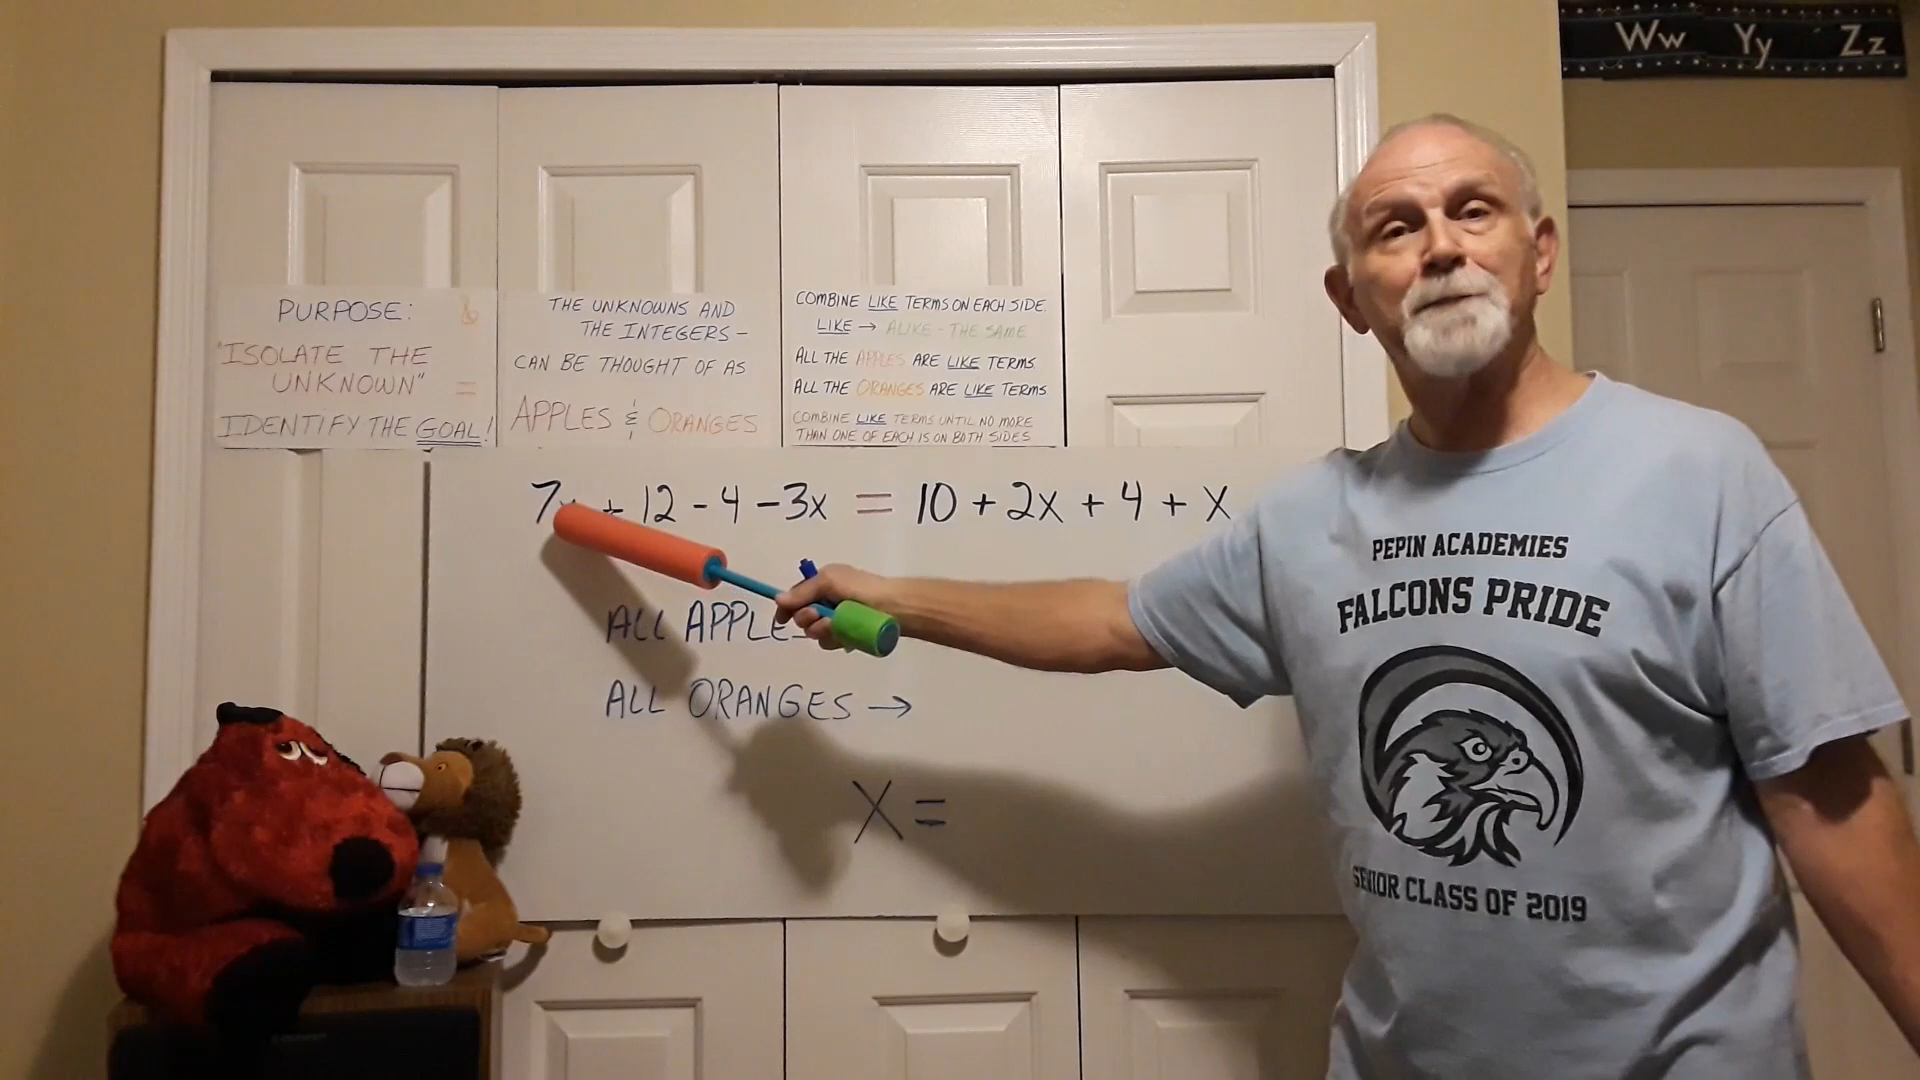 Ww Yy Zz
PURPOSE:
"ISOLATE THE
UNKNOWN" =
IDENTIFY THE GOAL!
THE UNKNOWNS AND
THE INTEGERS –
CAN BE THOUGHT OF AS
APPLES & ORANGES
COMBINE LIKE TERMS ON EACH SIDE.
LIKE → ALIKE - THE SAME
ALL THE APPLES ARE LIKE TERMS
ALL THE ORANGES ARE LIKE TERMS
COMBINE LIKE TERMS UNTIL NO MORE
THAN ONE OF EACH IS ON BOTH SIDES
7x + 12 - 4 - 3x = 10 + 2x + 4 + x
ALL APPLES
ALL ORANGES →
X =
PEPIN ACADEMIES
FALCONS PRIDE
SENIOR CLASS OF 2019